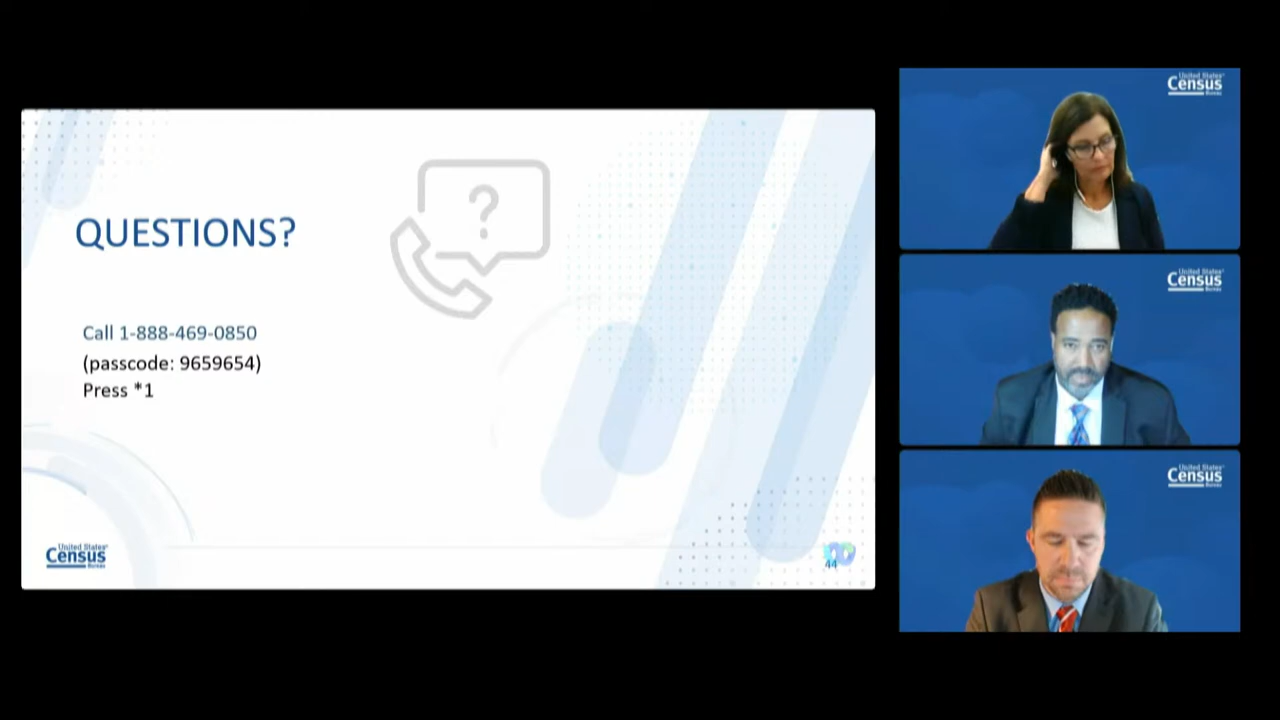 QUESTIONS?
?
Call 1-888-469-0850
(passcode: 9659654)
Press *1
United States®
Census
Bureau
44
United States®
Census
Bureau
United States®
Census
Bureau
United States®
Census
Bureau